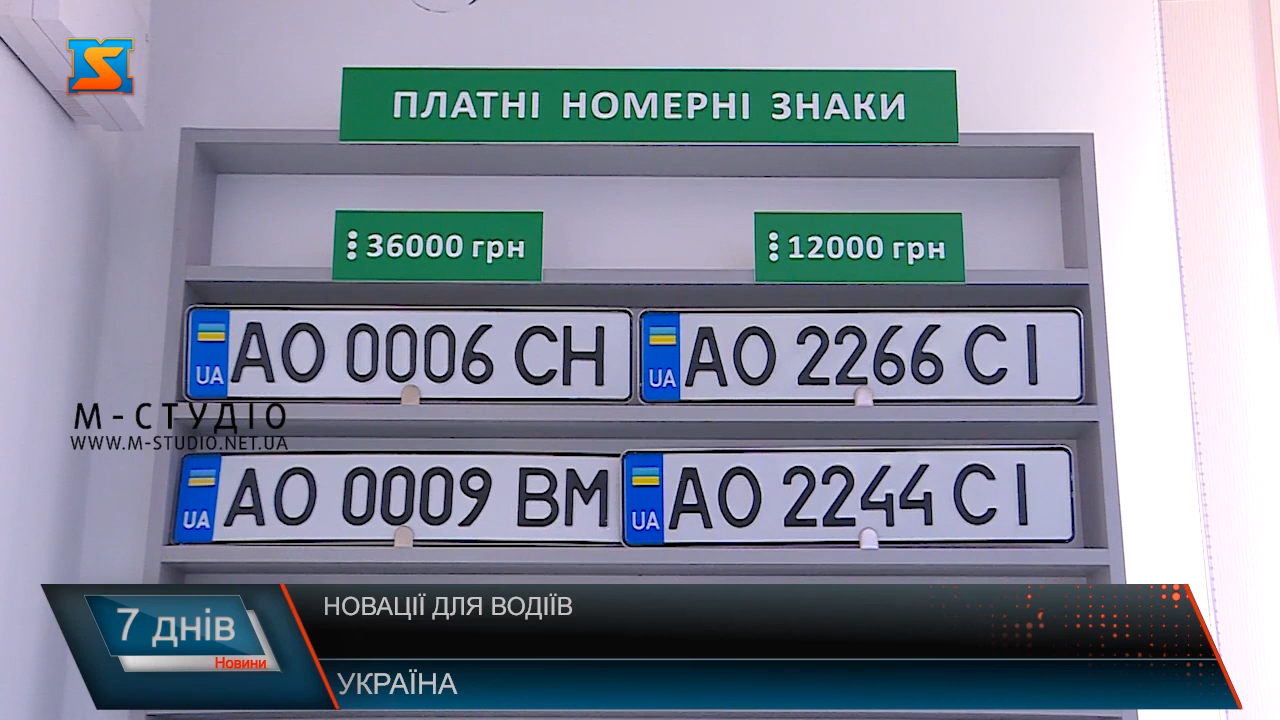 ПЛАТНІ НОМЕРНІ ЗНАКИ
36000 грн
12000 грн
UA АО 0006 СН
UA АО 2266 СІ
М-СТУДІО
WWW.M-STUDIO.NET.UA
UA АО 0009 ВМ
UA АО 2244 СІ
7 днів
Новини
НОВАЦІЇ ДЛЯ ВОДІЇВ
УКРАЇНА